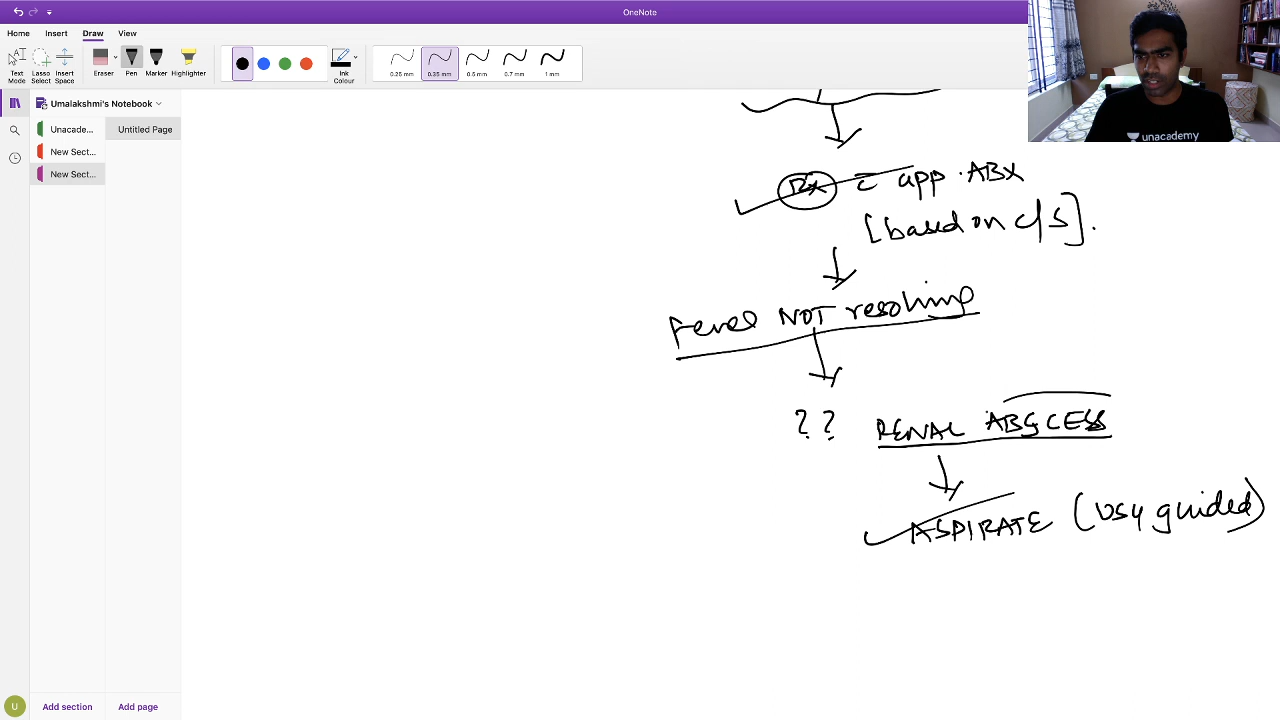 OneNote
Home
Insert
Draw
View
Text
Mode
Lasso
Select
Insert
Space
Eraser
Pen
Marker
Highlighter
Ink
Colour
0.25 mm
0.35 mm
0.5 mm
0.7 mm
1 mm
Umalakshmi's Notebook
Unacade...
New Sect...
New Sect...
Untitled Page
unacademy
Rx c̄ app. ABX
[based on c/s].
Fever NOT resolving
?? RENAL ABSCESS
ASPIRATE (USG guided)
U
Add section
Add page